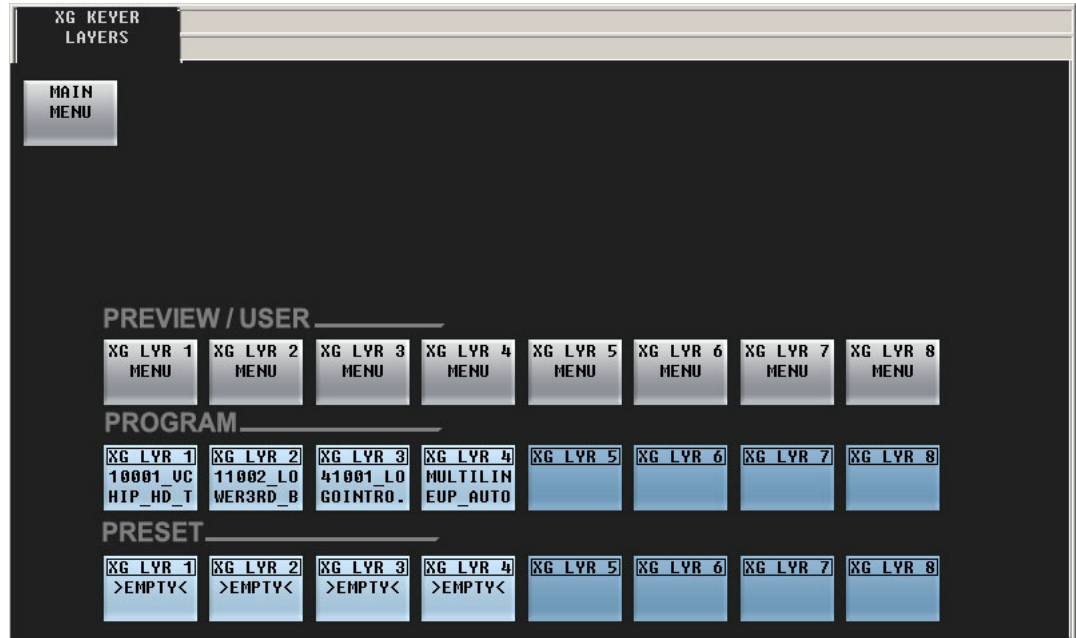 XG KEYER
LAYERS
MAIN
MENU
PREVIEW / USER
XG LYR 1 MENU
XG LYR 2 MENU
XG LYR 3 MENU
XG LYR 4 MENU
XG LYR 5 MENU
XG LYR 6 MENU
XG LYR 7 MENU
XG LYR 8 MENU
PROGRAM
XG LYR 1
10001_VC
HIP_HD_T
XG LYR 2
11002_LO
WER3RD_B
XG LYR 3
41001_LO
GOINTRO.
XG LYR 4
MULTILIN
EUP_AUTO
XG LYR 5
XG LYR 6
XG LYR 7
XG LYR 8
PRESET
XG LYR 1
>EMPTY<
XG LYR 2
>EMPTY<
XG LYR 3
>EMPTY<
XG LYR 4
>EMPTY<
XG LYR 5
XG LYR 6
XG LYR 7
XG LYR 8